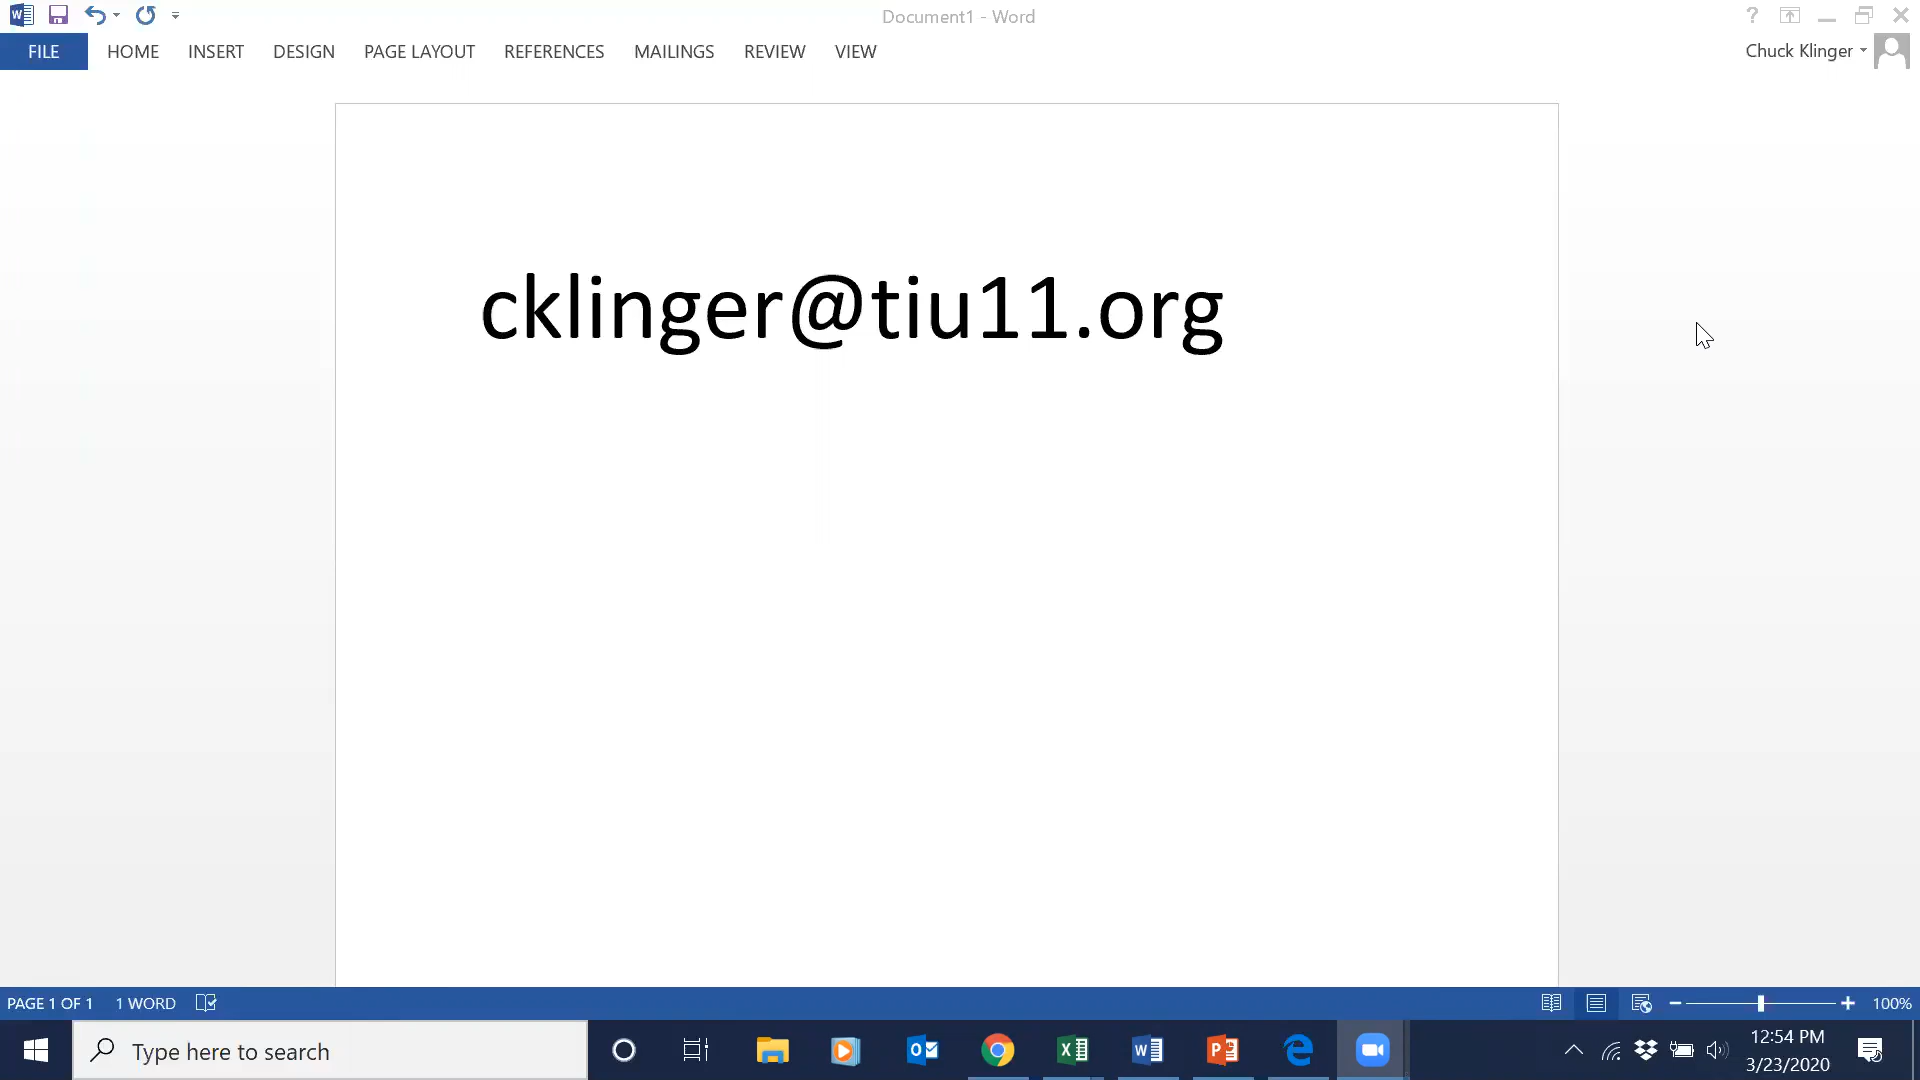 Document1 - Word
FILE HOME INSERT DESIGN PAGE LAYOUT REFERENCES MAILINGS REVIEW VIEW
Chuck Klinger
cklinger@tiu11.org
PAGE 1 OF 1 1 WORD
100%
Type here to search
12:54 PM
3/23/2020